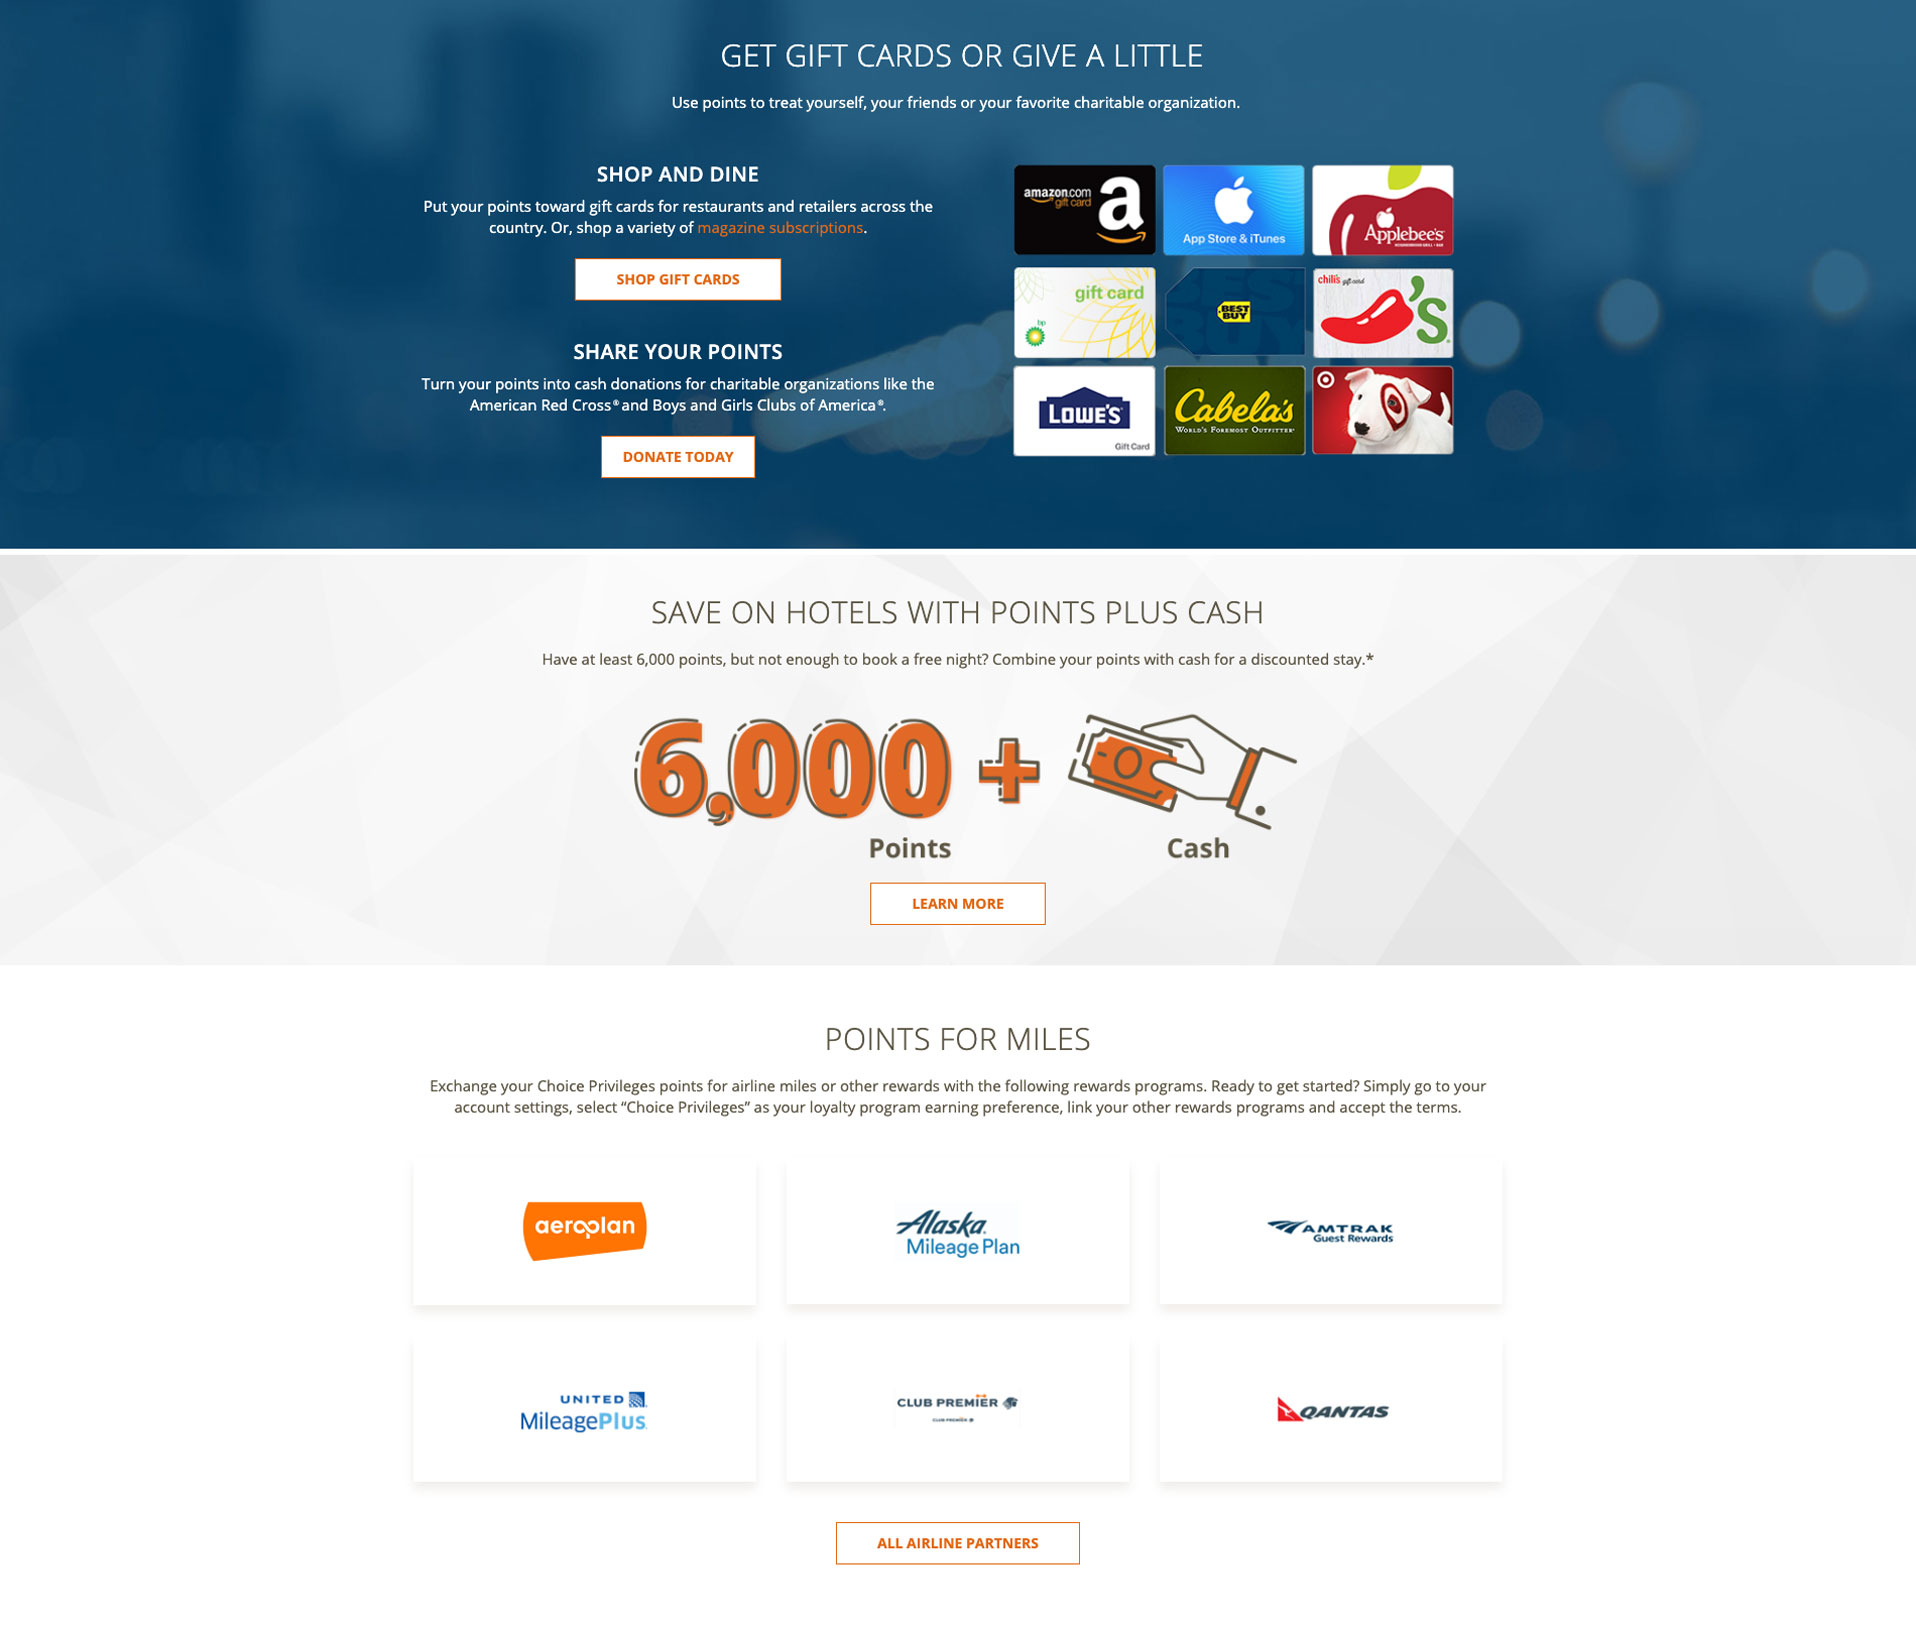 GET GIFT CARDS OR GIVE A LITTLE
Use points to treat yourself, your friends or your favorite charitable organization.
SHOP AND DINE
Put your points toward gift cards for restaurants and retailers across the
country. Or, shop a variety of magazine subscriptions.
SHOP GIFT CARDS
SHARE YOUR POINTS
Turn your points into cash donations for charitable organizations like the
American Red Cross® and Boys and Girls Clubs of America®.
DONATE TODAY
amazon.com
gift card
a
App Store & iTunes
Applebee's
NEIGHBORHOOD GRILL + BAR
gift card
bp
BEST
BUY
BEST
BUY
chili's gift card
's
LOWE'S
Gift Card
Cabela's
WORLD'S FOREMOST OUTFITTER
SAVE ON HOTELS WITH POINTS PLUS CASH
Have at least 6,000 points, but not enough to book a free night? Combine your points with cash for a discounted stay.*
6,000 +
Points
Cash
LEARN MORE
POINTS FOR MILES
Exchange your Choice Privileges points for airline miles or other rewards with the following rewards programs. Ready to get started? Simply go to your
account settings, select “Choice Privileges” as your loyalty program earning preference, link your other rewards programs and accept the terms.
aeroplan
Alaska
Mileage Plan
AMTRAK
Guest Rewards
UNITED
MileagePlus
CLUB PREMIER
CLUB PREMIER
QANTAS
ALL AIRLINE PARTNERS